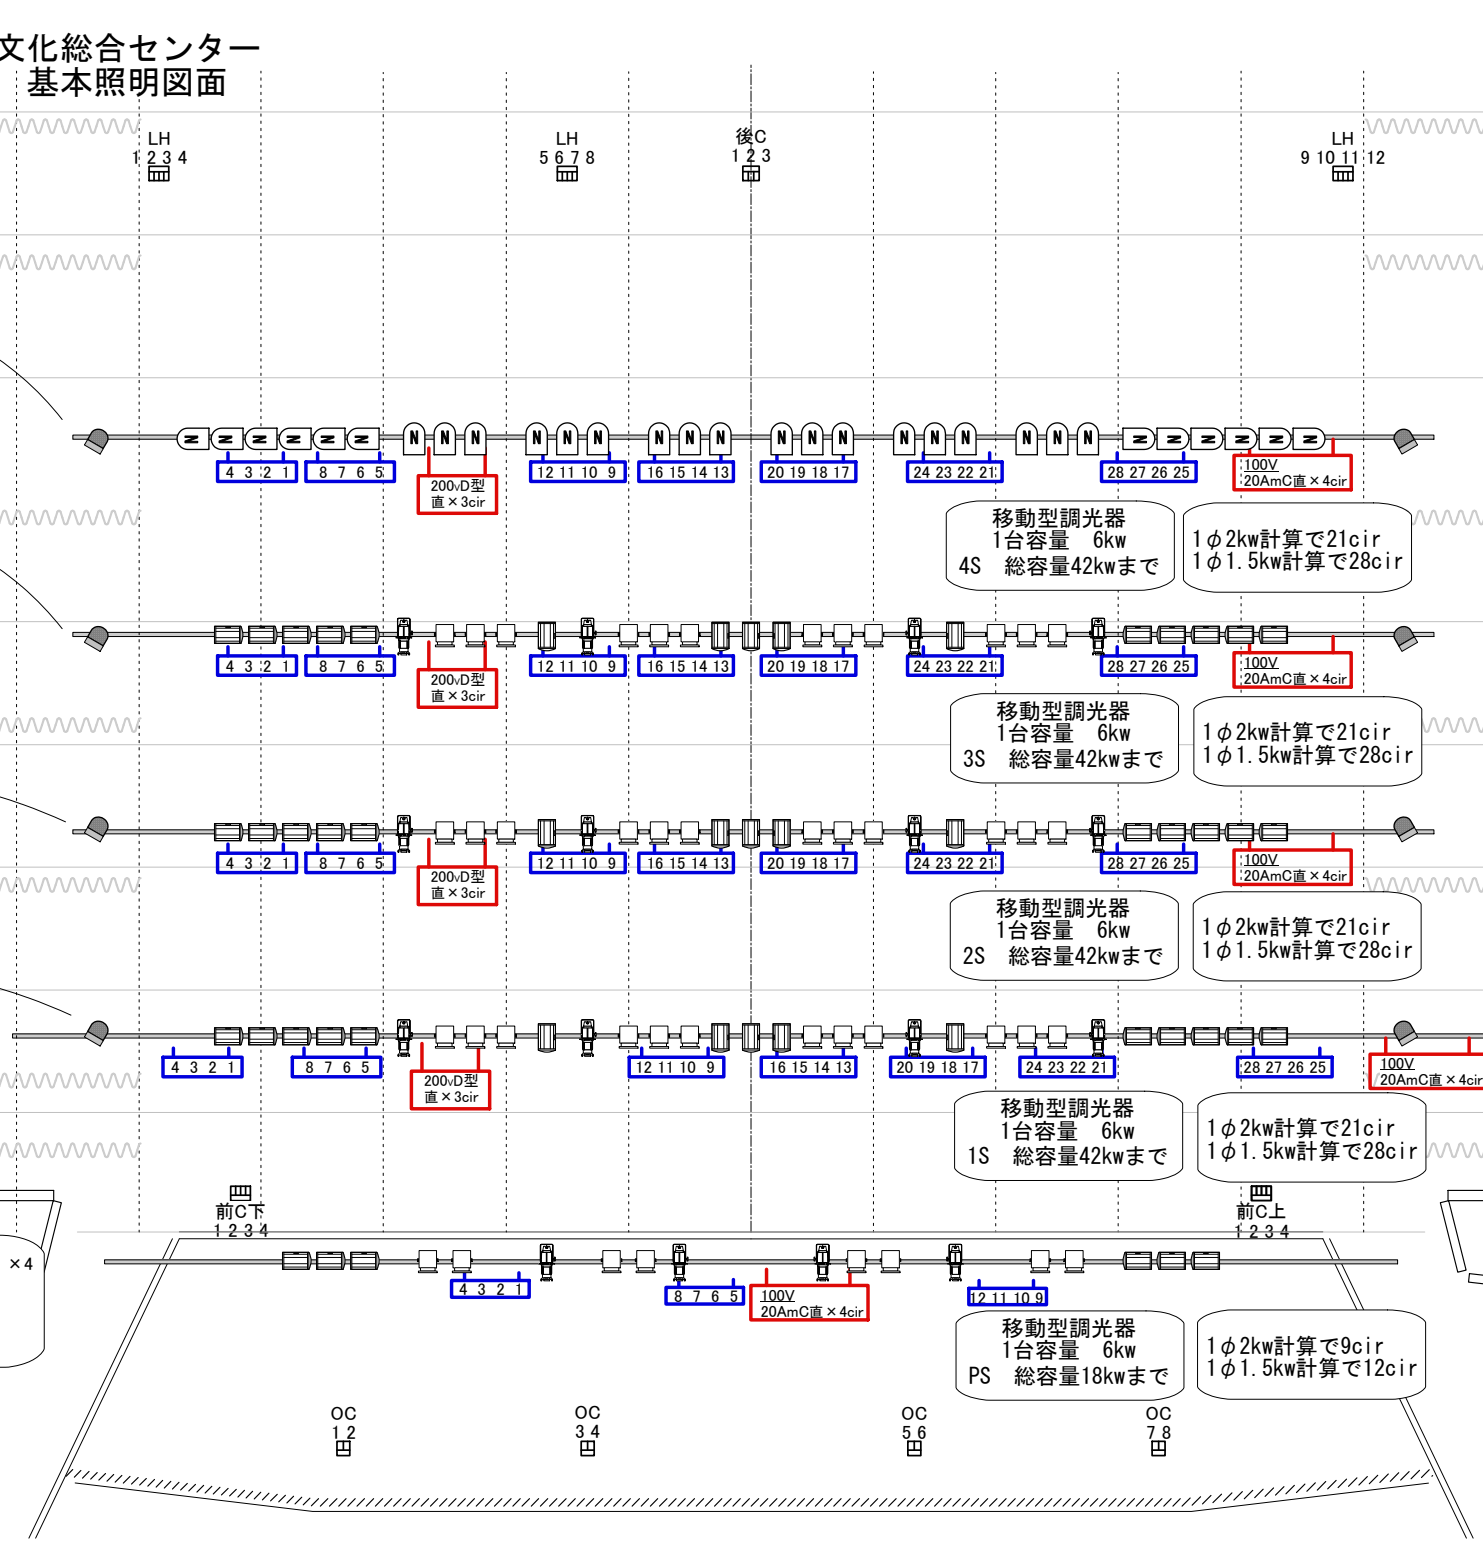 文化総合センター
基本照明図面
LH
1 2 3 4
LH
5 6 7 8
後C
1 2 3
LH
9 10 11 12
N N N N N N N N N N N N N N N N N N N N N N N N N N N N N N
4 3 2 1
8 7 6 5
200vD型
直×3cir
12 11 10 9
16 15 14 13
20 19 18 17
24 23 22 21
28 27 26 25
100V
20AmC直×4cir
移動型調光器
1台容量 6kw
4S 総容量42kwまで
1φ2kw計算で21cir
1φ1.5kw計算で28cir
4 3 2 1
8 7 6 5
200vD型
直×3cir
12 11 10 9
16 15 14 13
20 19 18 17
24 23 22 21
28 27 26 25
100V
20AmC直×4cir
移動型調光器
1台容量 6kw
3S 総容量42kwまで
1φ2kw計算で21cir
1φ1.5kw計算で28cir
4 3 2 1
8 7 6 5
200vD型
直×3cir
12 11 10 9
16 15 14 13
20 19 18 17
24 23 22 21
28 27 26 25
100V
20AmC直×4cir
移動型調光器
1台容量 6kw
2S 総容量42kwまで
1φ2kw計算で21cir
1φ1.5kw計算で28cir
4 3 2 1
8 7 6 5
200vD型
直×3cir
12 11 10 9
16 15 14 13
20 19 18 17
24 23 22 21
28 27 26 25
100V
20AmC直×4cir
移動型調光器
1台容量 6kw
1S 総容量42kwまで
1φ2kw計算で21cir
1φ1.5kw計算で28cir
前C下
1 2 3 4
前C上
1 2 3 4
×4
4 3 2 1
8 7 6 5
100V
20AmC直×4cir
12 11 10 9
移動型調光器
1台容量 6kw
PS 総容量18kwまで
1φ2kw計算で9cir
1φ1.5kw計算で12cir
OC
1 2
OC
3 4
OC
5 6
OC
7 8